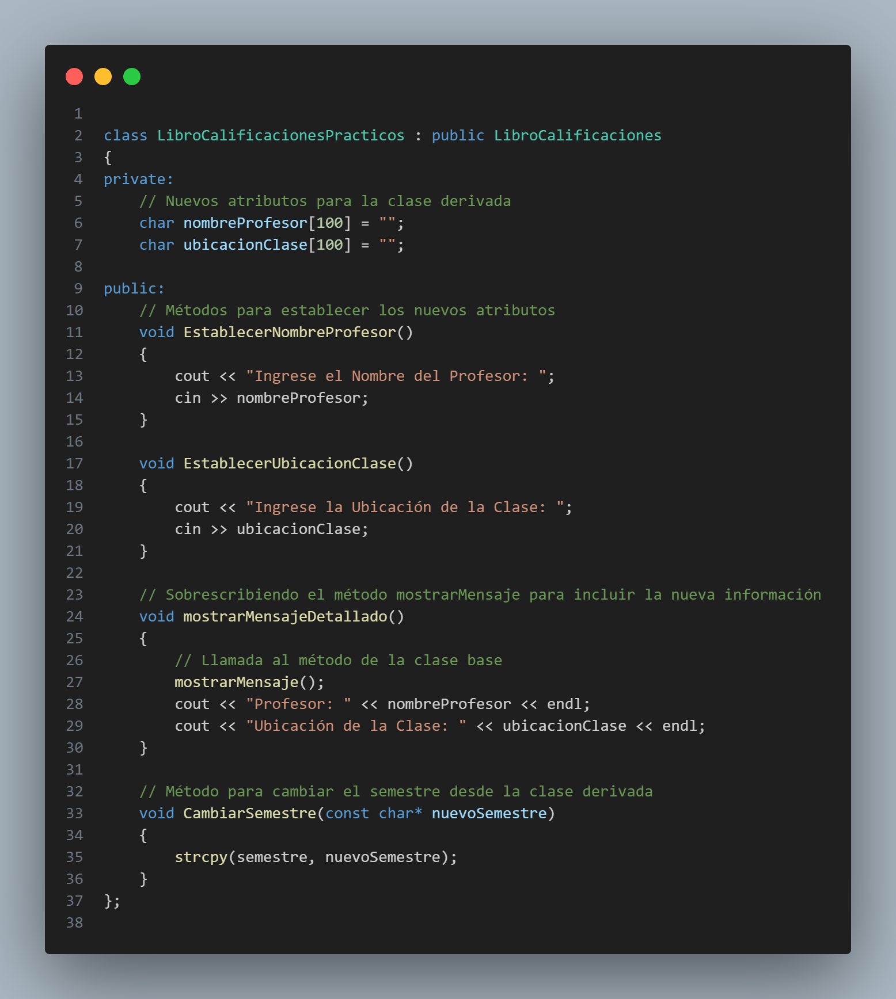 1
2 class LibroCalificacionesPracticos : public LibroCalificaciones
3 {
4 private:
5     // Nuevos atributos para la clase derivada
6     char nombreProfesor[100] = "";
7     char ubicacionClase[100] = "";
8
9 public:
10     // Métodos para establecer los nuevos atributos
11     void EstablecerNombreProfesor()
12     {
13         cout << "Ingrese el Nombre del Profesor: ";
14         cin >> nombreProfesor;
15     }
16
17     void EstablecerUbicacionClase()
18     {
19         cout << "Ingrese la Ubicación de la Clase: ";
20         cin >> ubicacionClase;
21     }
22
23     // Sobrescribiendo el método mostrarMensaje para incluir la nueva información
24     void mostrarMensajeDetallado()
25     {
26         // Llamada al método de la clase base
27         mostrarMensaje();
28         cout << "Profesor: " << nombreProfesor << endl;
29         cout << "Ubicación de la Clase: " << ubicacionClase << endl;
30     }
31
32     // Método para cambiar el semestre desde la clase derivada
33     void CambiarSemestre(const char* nuevoSemestre)
34     {
35         strcpy(semestre, nuevoSemestre);
36     }
37 };
38